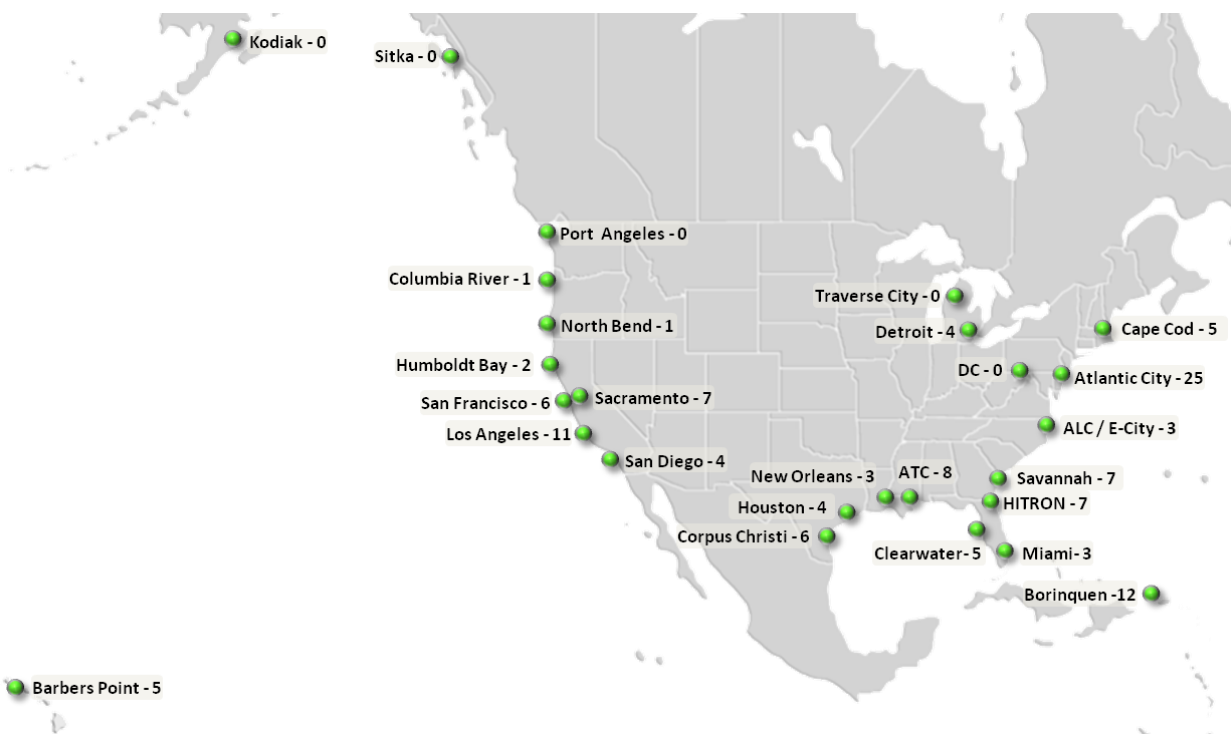 Kodiak - 0
Sitka - 0
Port Angeles - 0
Columbia River - 1
Traverse City - 0
North Bend - 1
Detroit - 4
Cape Cod - 5
Humboldt Bay - 2
DC - 0
Atlantic City - 25
San Francisco - 6
Sacramento - 7
Los Angeles - 11
ALC / E-City - 3
San Diego - 4
New Orleans - 3
ATC - 8
Savannah - 7
Houston - 4
HITRON - 7
Corpus Christi - 6
Clearwater- 5
Miami- 3
Borinquen -12
Barbers Point - 5